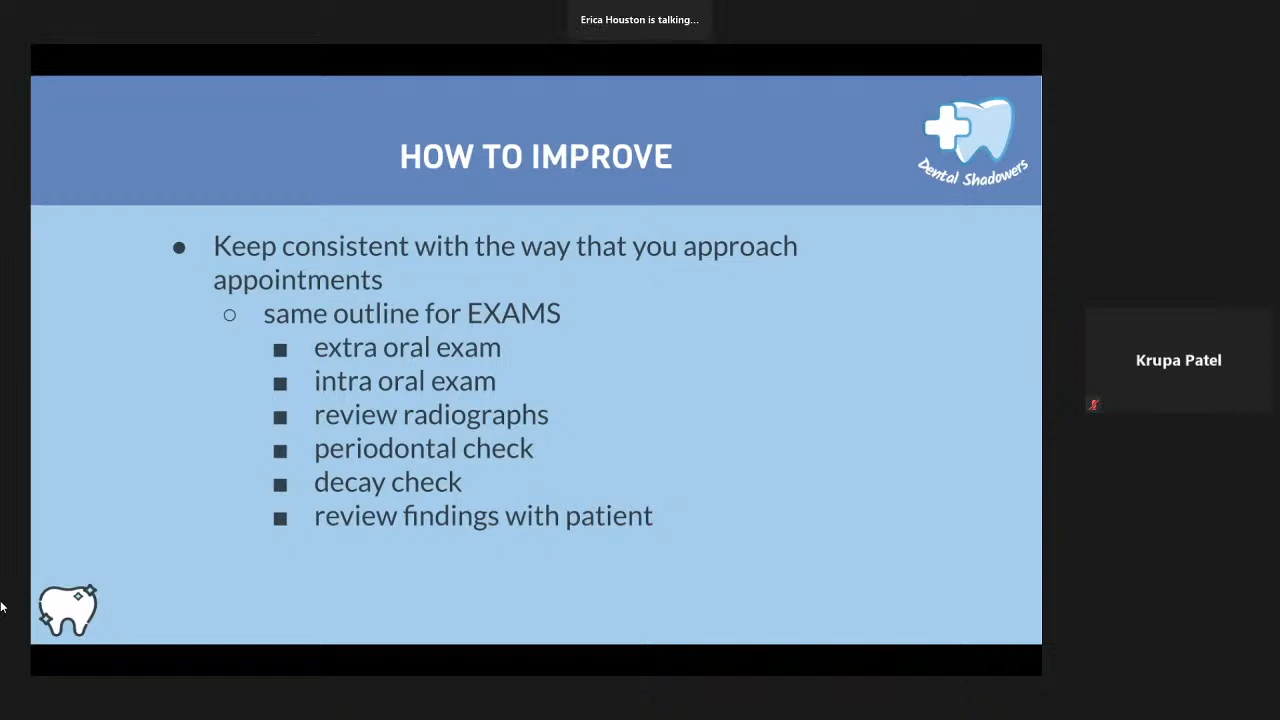 Erica Houston is talking...
HOW TO IMPROVE
Dental Shadowers
● Keep consistent with the way that you approach
appointments
○ same outline for EXAMS
■ extra oral exam
■ intra oral exam
■ review radiographs
■ periodontal check
■ decay check
■ review findings with patient
Krupa Patel